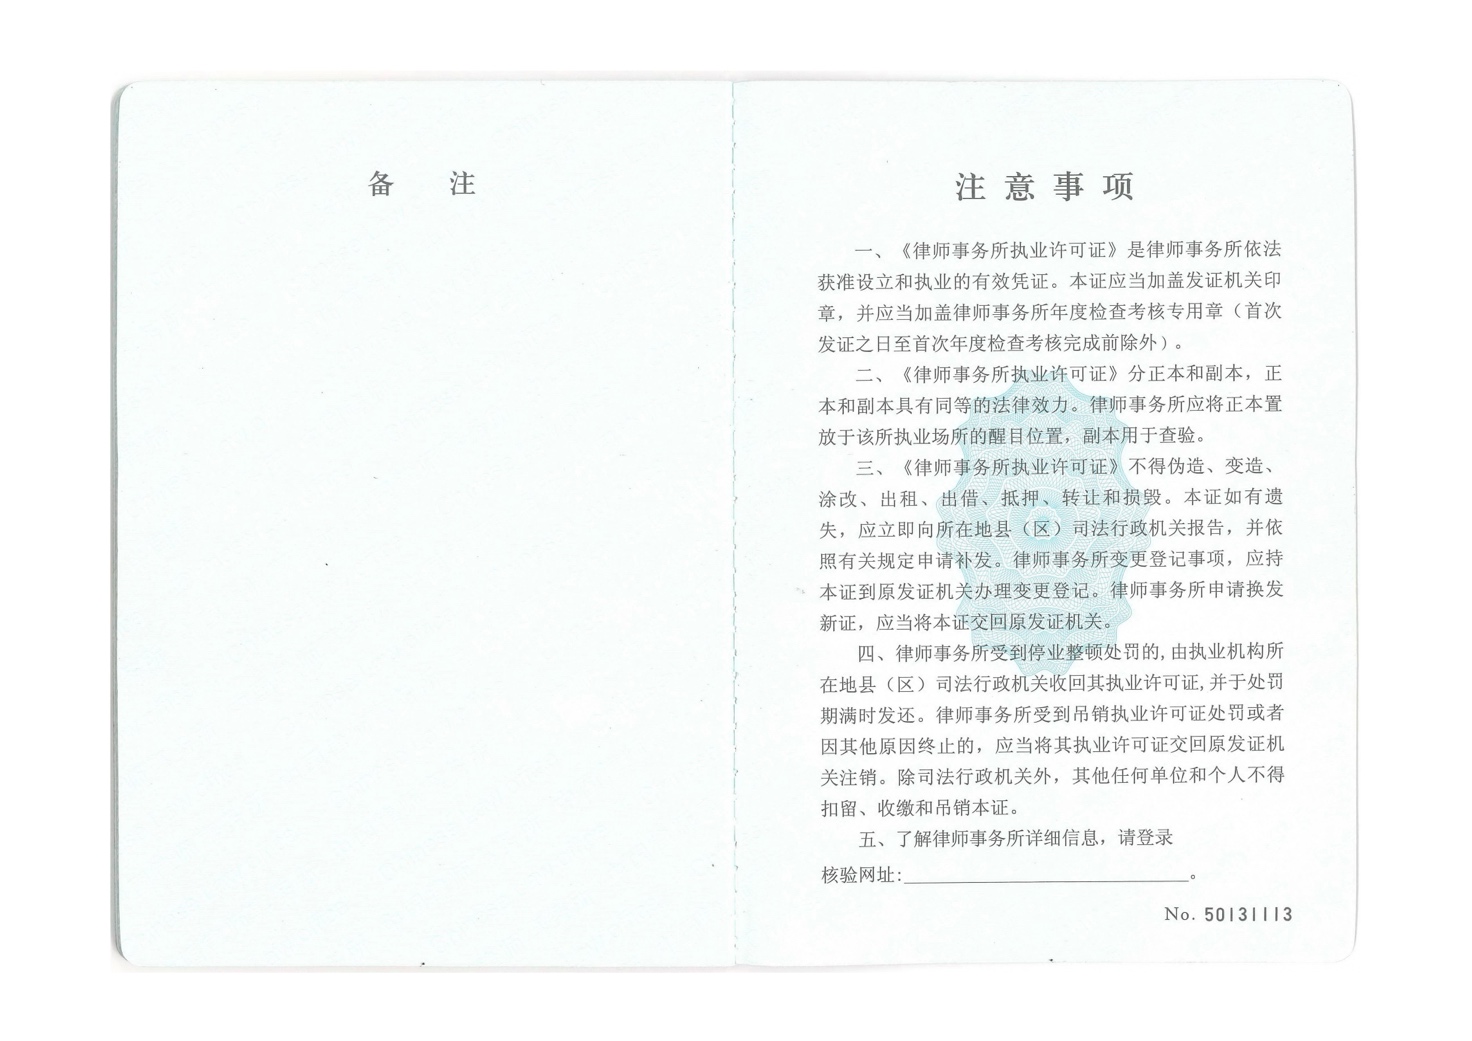 备 注
注意事项
一、《律师事务所执业许可证》是律师事务所依法
获准设立和执业的有效凭证。本证应当加盖发证机关印
章，并应当加盖律师事务所年度检查考核专用章（首次
发证之日至首次年度检查考核完成前除外）。
二、《律师事务所执业许可证》分正本和副本，正
本和副本具有同等的法律效力。律师事务所应将正本置
放于该所执业场所的醒目位置，副本用于查验。
三、《律师事务所执业许可证》不得伪造、变造、
涂改、出租、出借、抵押、转让和损毁。本证如有遗
失，应立即向所在地县（区）司法行政机关报告，并依
照有关规定申请补发。律师事务所变更登记事项，应持
本证到原发证机关办理变更登记。律师事务所申请换发
新证，应当将本证交回原发证机关。
四、律师事务所受到停业整顿处罚的,由执业机构所
在地县（区）司法行政机关收回其执业许可证,并于处罚
期满时发还。律师事务所受到吊销执业许可证处罚或者
因其他原因终止的，应当将其执业许可证交回原发证机
关注销。除司法行政机关外，其他任何单位和个人不得
扣留、收缴和吊销本证。
五、了解律师事务所详细信息，请登录
核验网址:______________________________。
No. 50131113